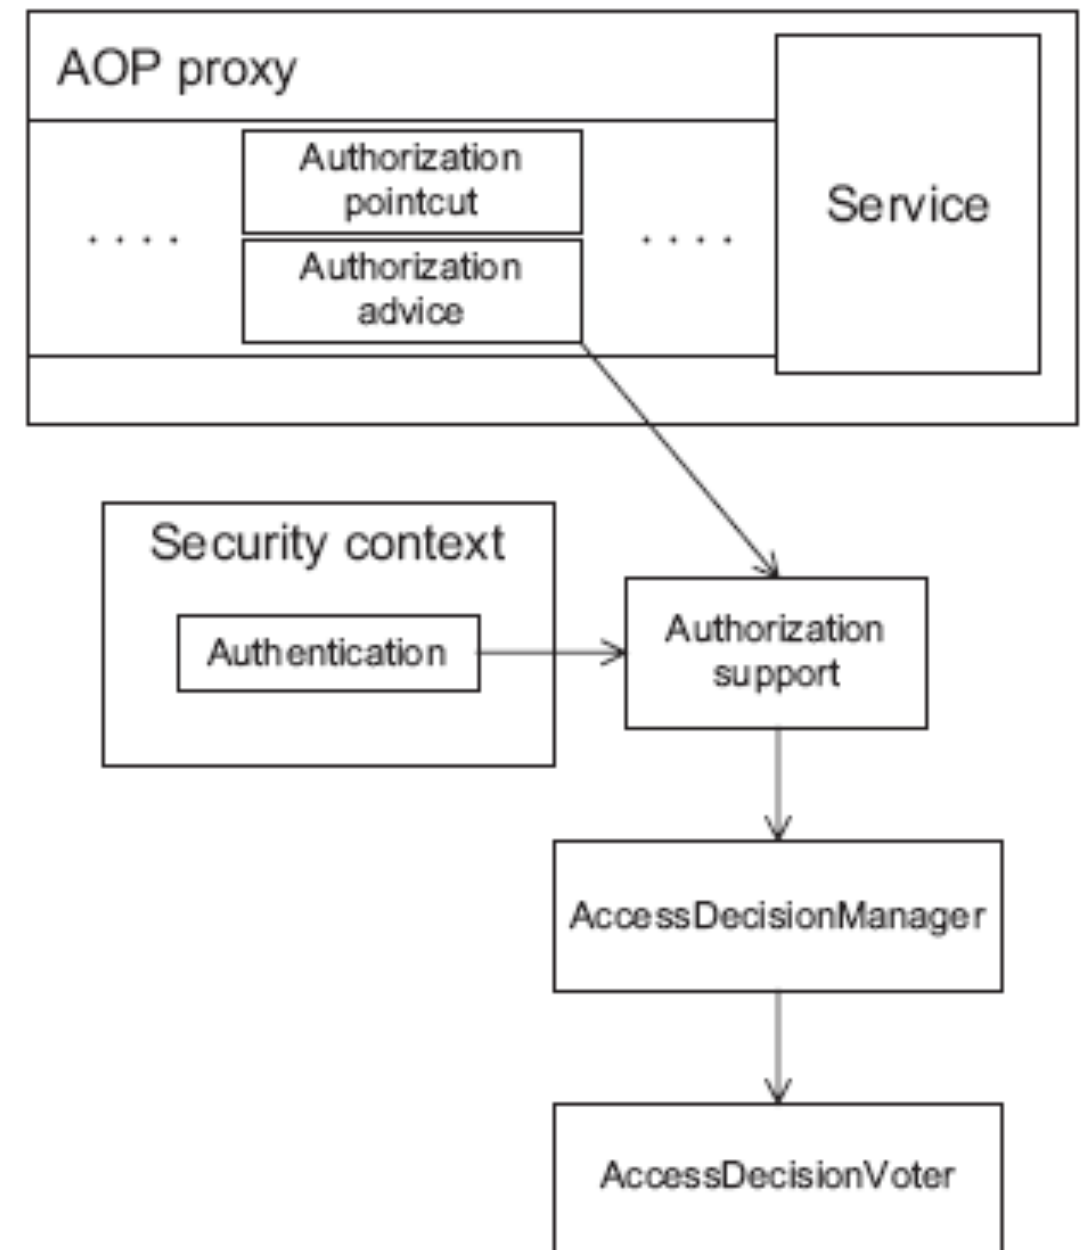 AOP proxy
Authorization
pointcut
Service
. . . .
. . . .
Authorization
advice
Security context
Authentication
Authorization
support
AccessDecisionManager
AccessDecisionVoter